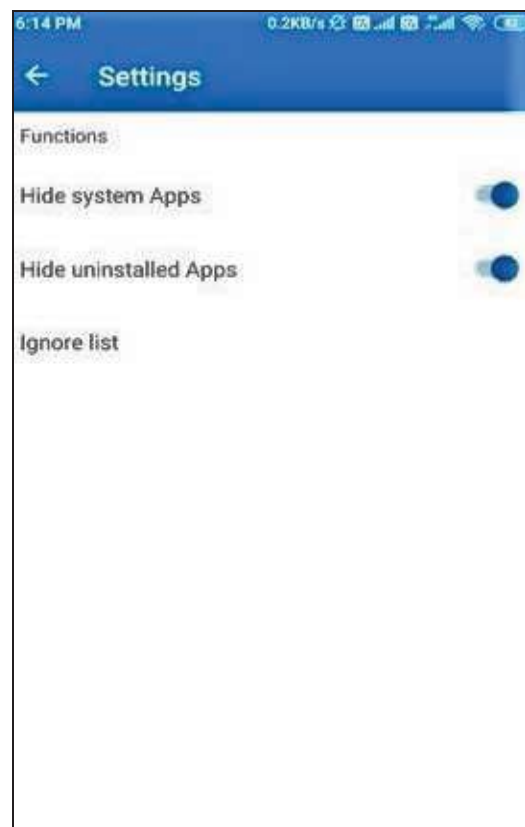 6:14 PM 0.2KB/s
Settings
Functions
Hide system Apps
Hide uninstalled Apps
Ignore list